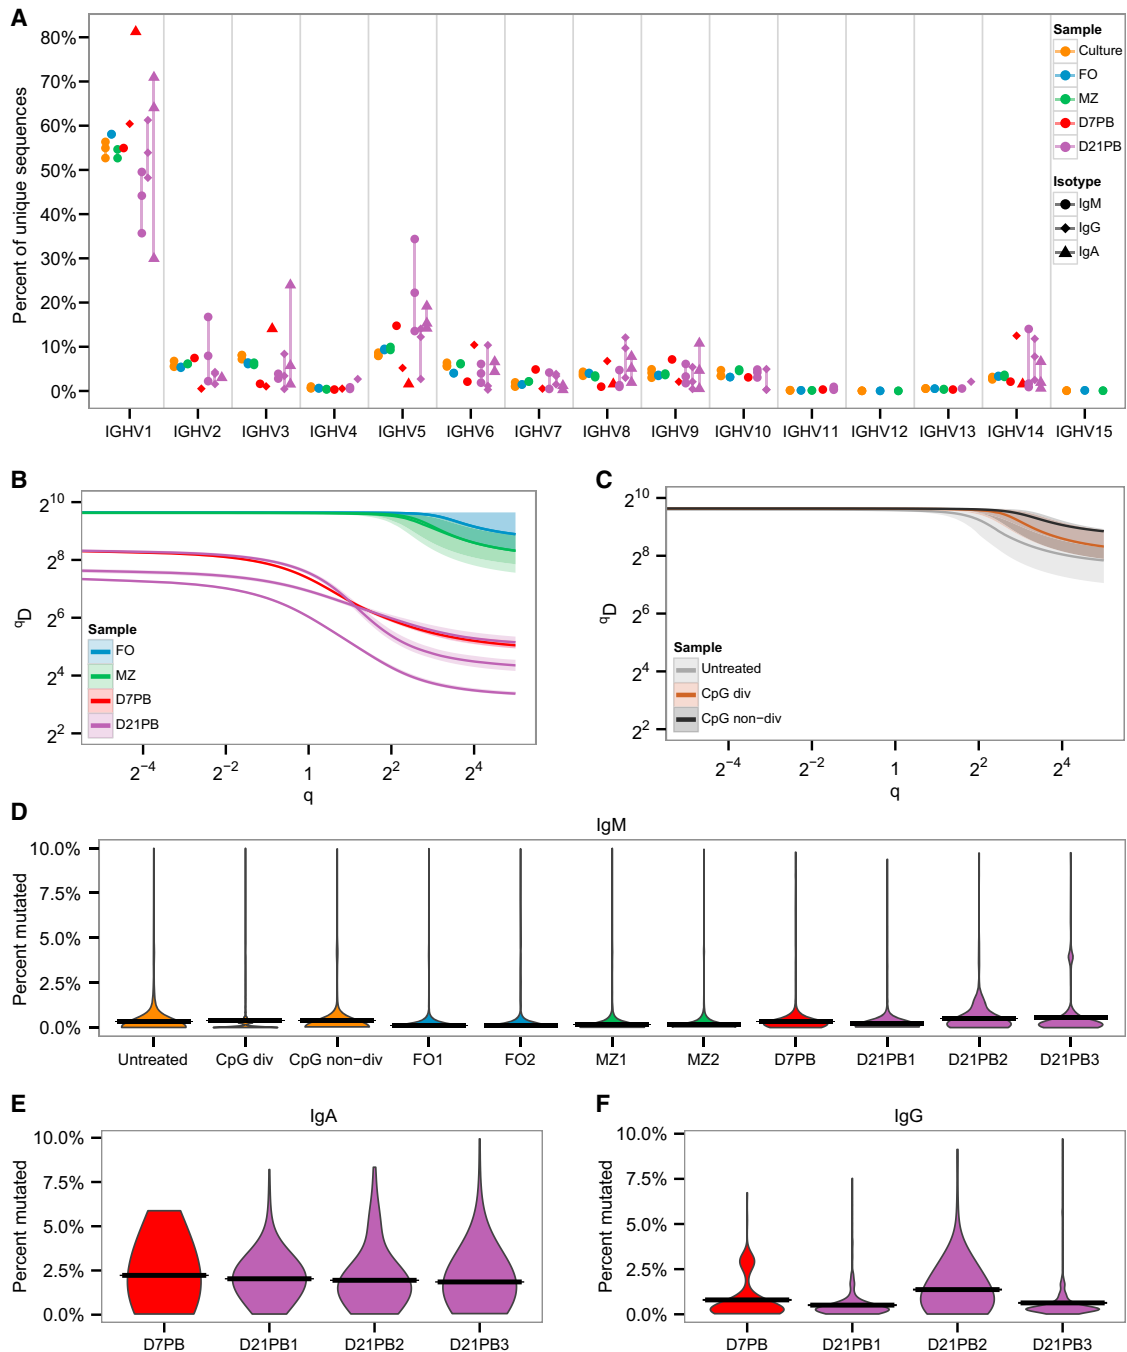 A
Percent of unique sequences
80%
70%
60%
50%
40%
30%
20%
10%
0%
IGHV1 IGHV2 IGHV3 IGHV4 IGHV5 IGHV6 IGHV7 IGHV8 IGHV9 IGHV10 IGHV11 IGHV12 IGHV13 IGHV14 IGHV15
Sample
Culture
FO
MZ
D7PB
D21PB
Isotype
IgM
IgG
IgA
B
qD
2^10
2^8
2^6
2^4
2^2
Sample
FO
MZ
D7PB
D21PB
2^−4 2^−2 1 2^2 2^4
q
C
qD
2^10
2^8
2^6
2^4
2^2
Sample
Untreated
CpG div
CpG non−div
2^−4 2^−2 1 2^2 2^4
q
D
IgM
Percent mutated
10.0%
7.5%
5.0%
2.5%
0.0%
Untreated CpG div CpG non−div FO1 FO2 MZ1 MZ2 D7PB D21PB1 D21PB2 D21PB3
E
IgA
Percent mutated
10.0%
7.5%
5.0%
2.5%
0.0%
D7PB D21PB1 D21PB2 D21PB3
F
IgG
Percent mutated
10.0%
7.5%
5.0%
2.5%
0.0%
D7PB D21PB1 D21PB2 D21PB3